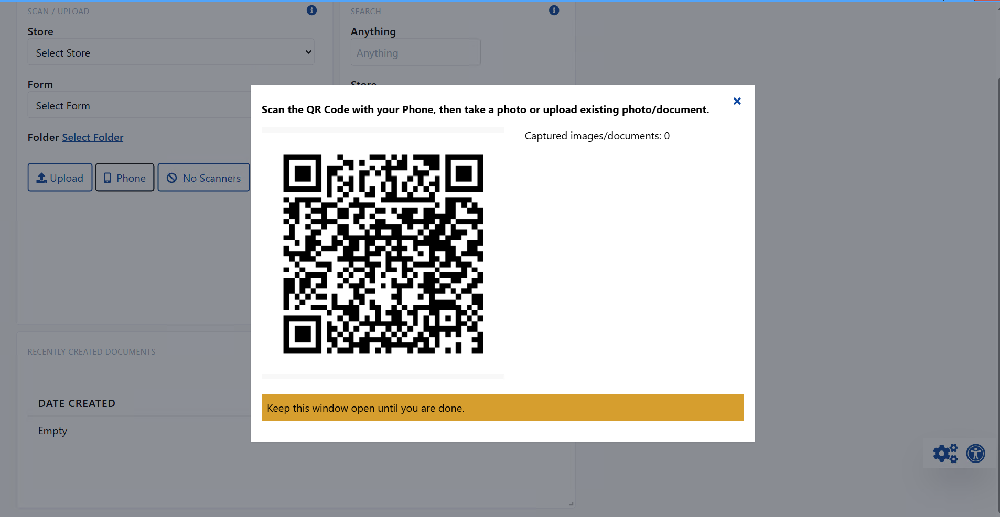 SCAN / UPLOAD
Store
Select Store
Form
Select Form
Folder Select Folder
Upload
Phone
No Scanners
SEARCH
Anything
Anything
Store
Scan the QR Code with your Phone, then take a photo or upload existing photo/document.
Captured images/documents: 0
Keep this window open until you are done.
RECENTLY CREATED DOCUMENTS
DATE CREATED
Empty